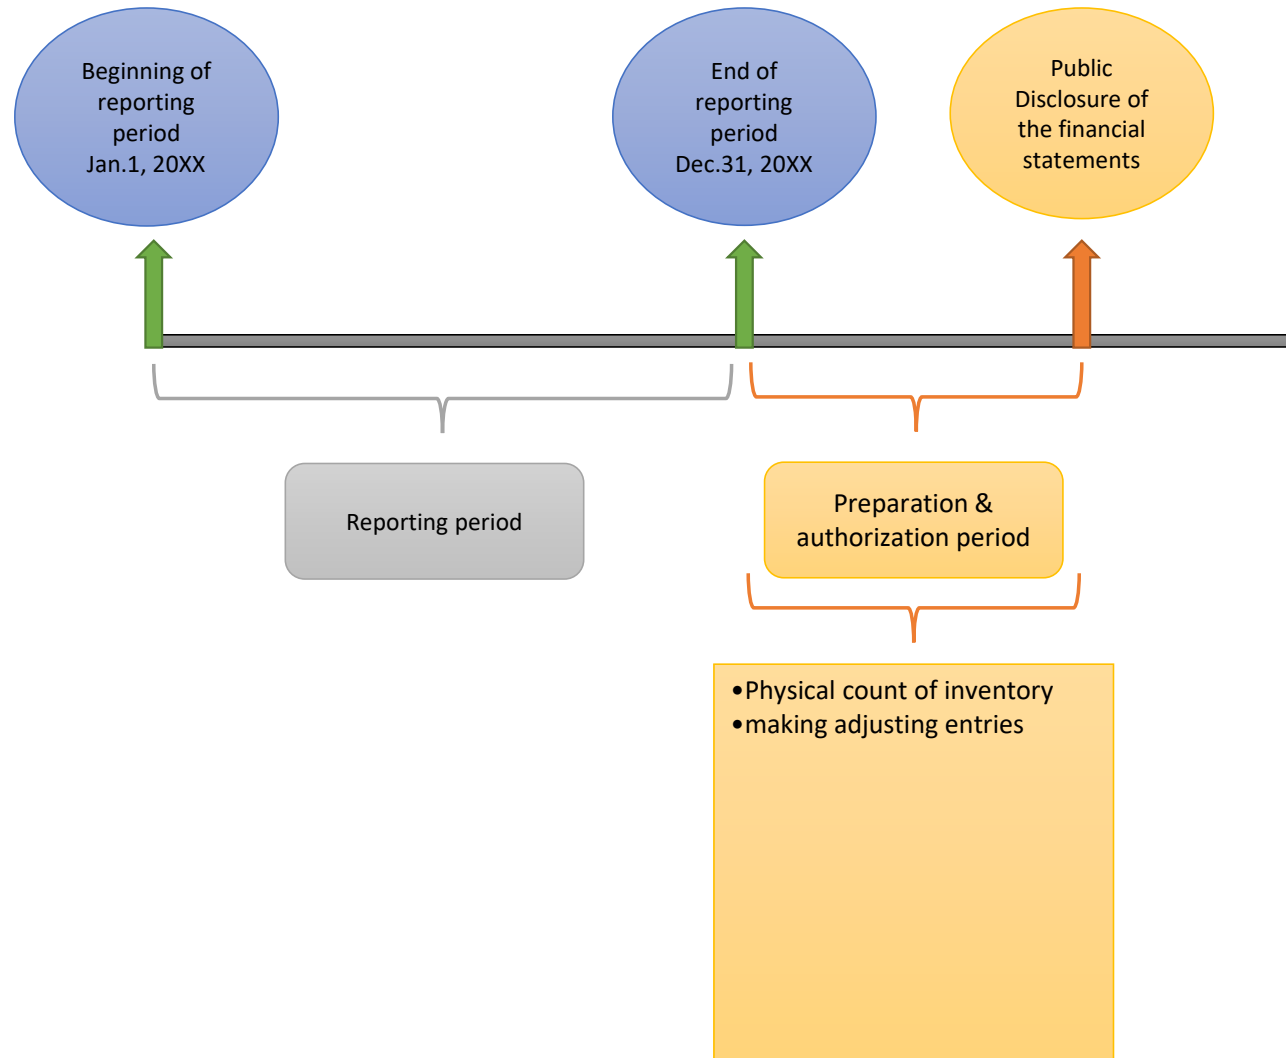 Beginning of
reporting
period
Jan.1, 20XX
End of
reporting
period
Dec.31, 20XX
Public
Disclosure of
the financial
statements
Reporting period
Preparation &
authorization period
•Physical count of inventory
•making adjusting entries